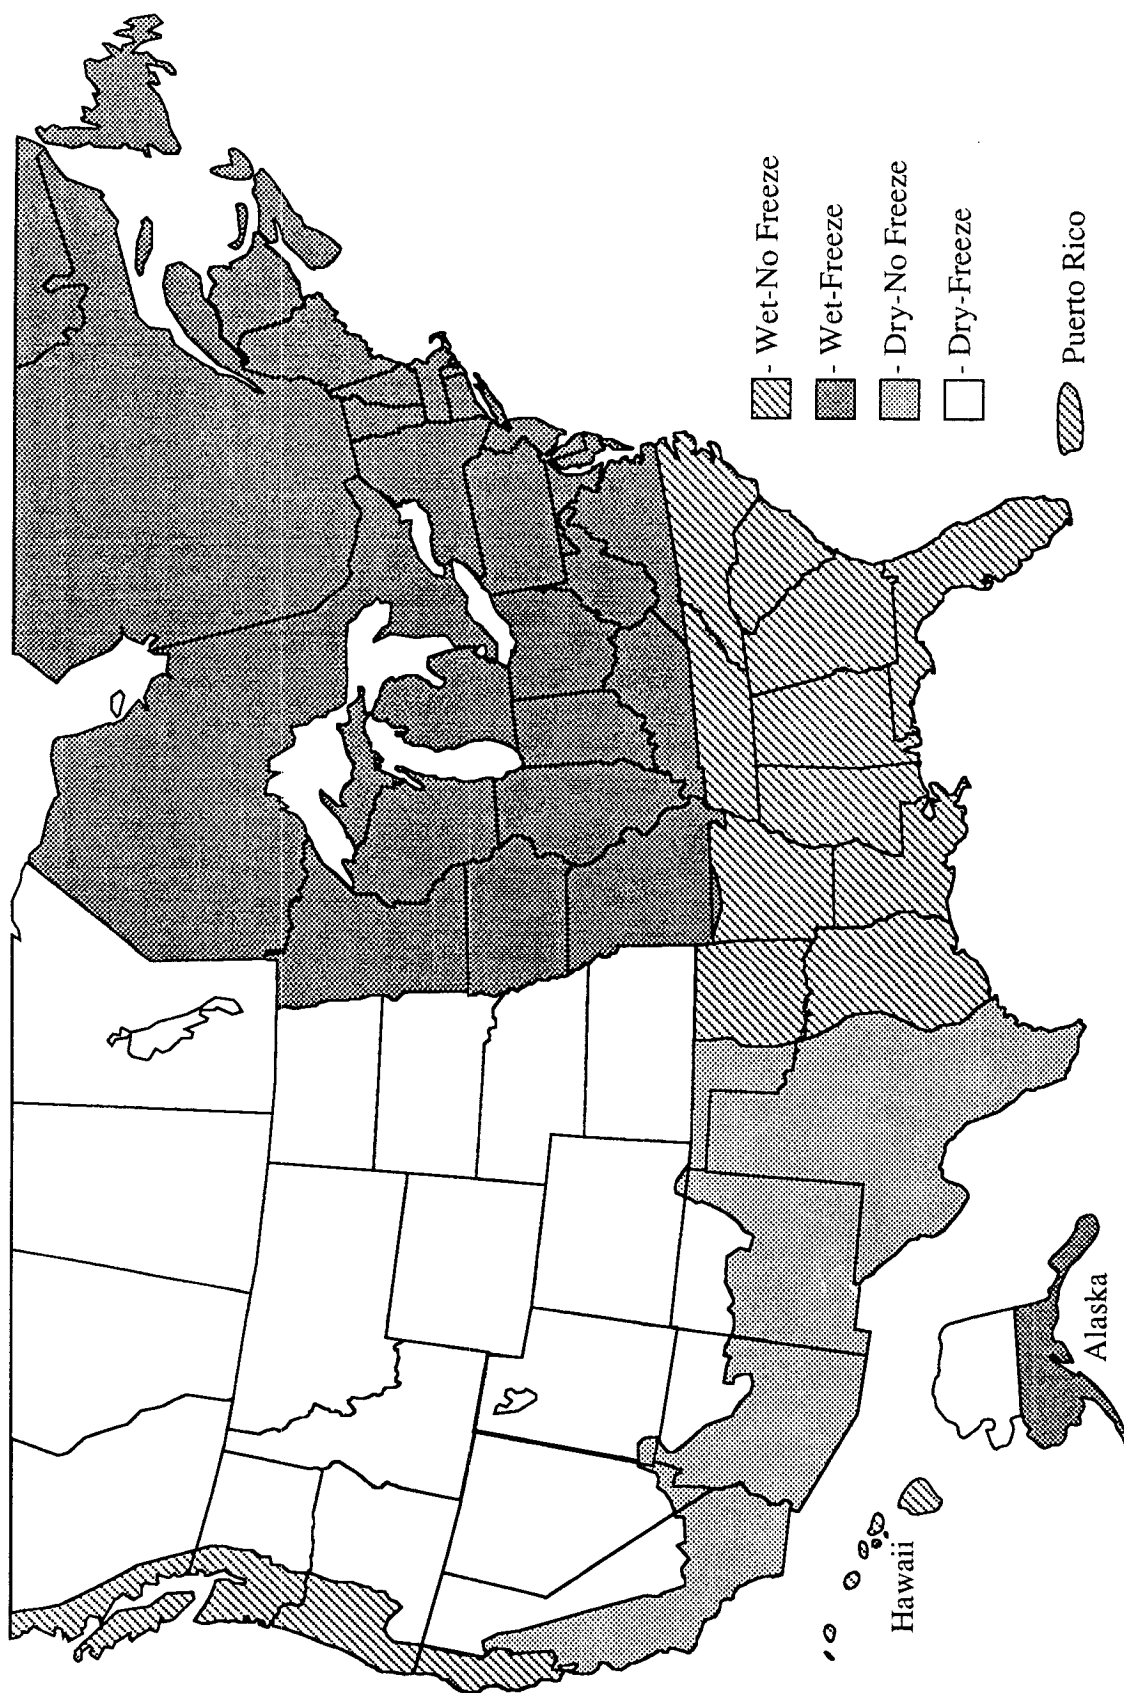 - Wet-No Freeze
- Wet-Freeze
- Dry-No Freeze
- Dry-Freeze
Puerto Rico
Alaska
Hawaii